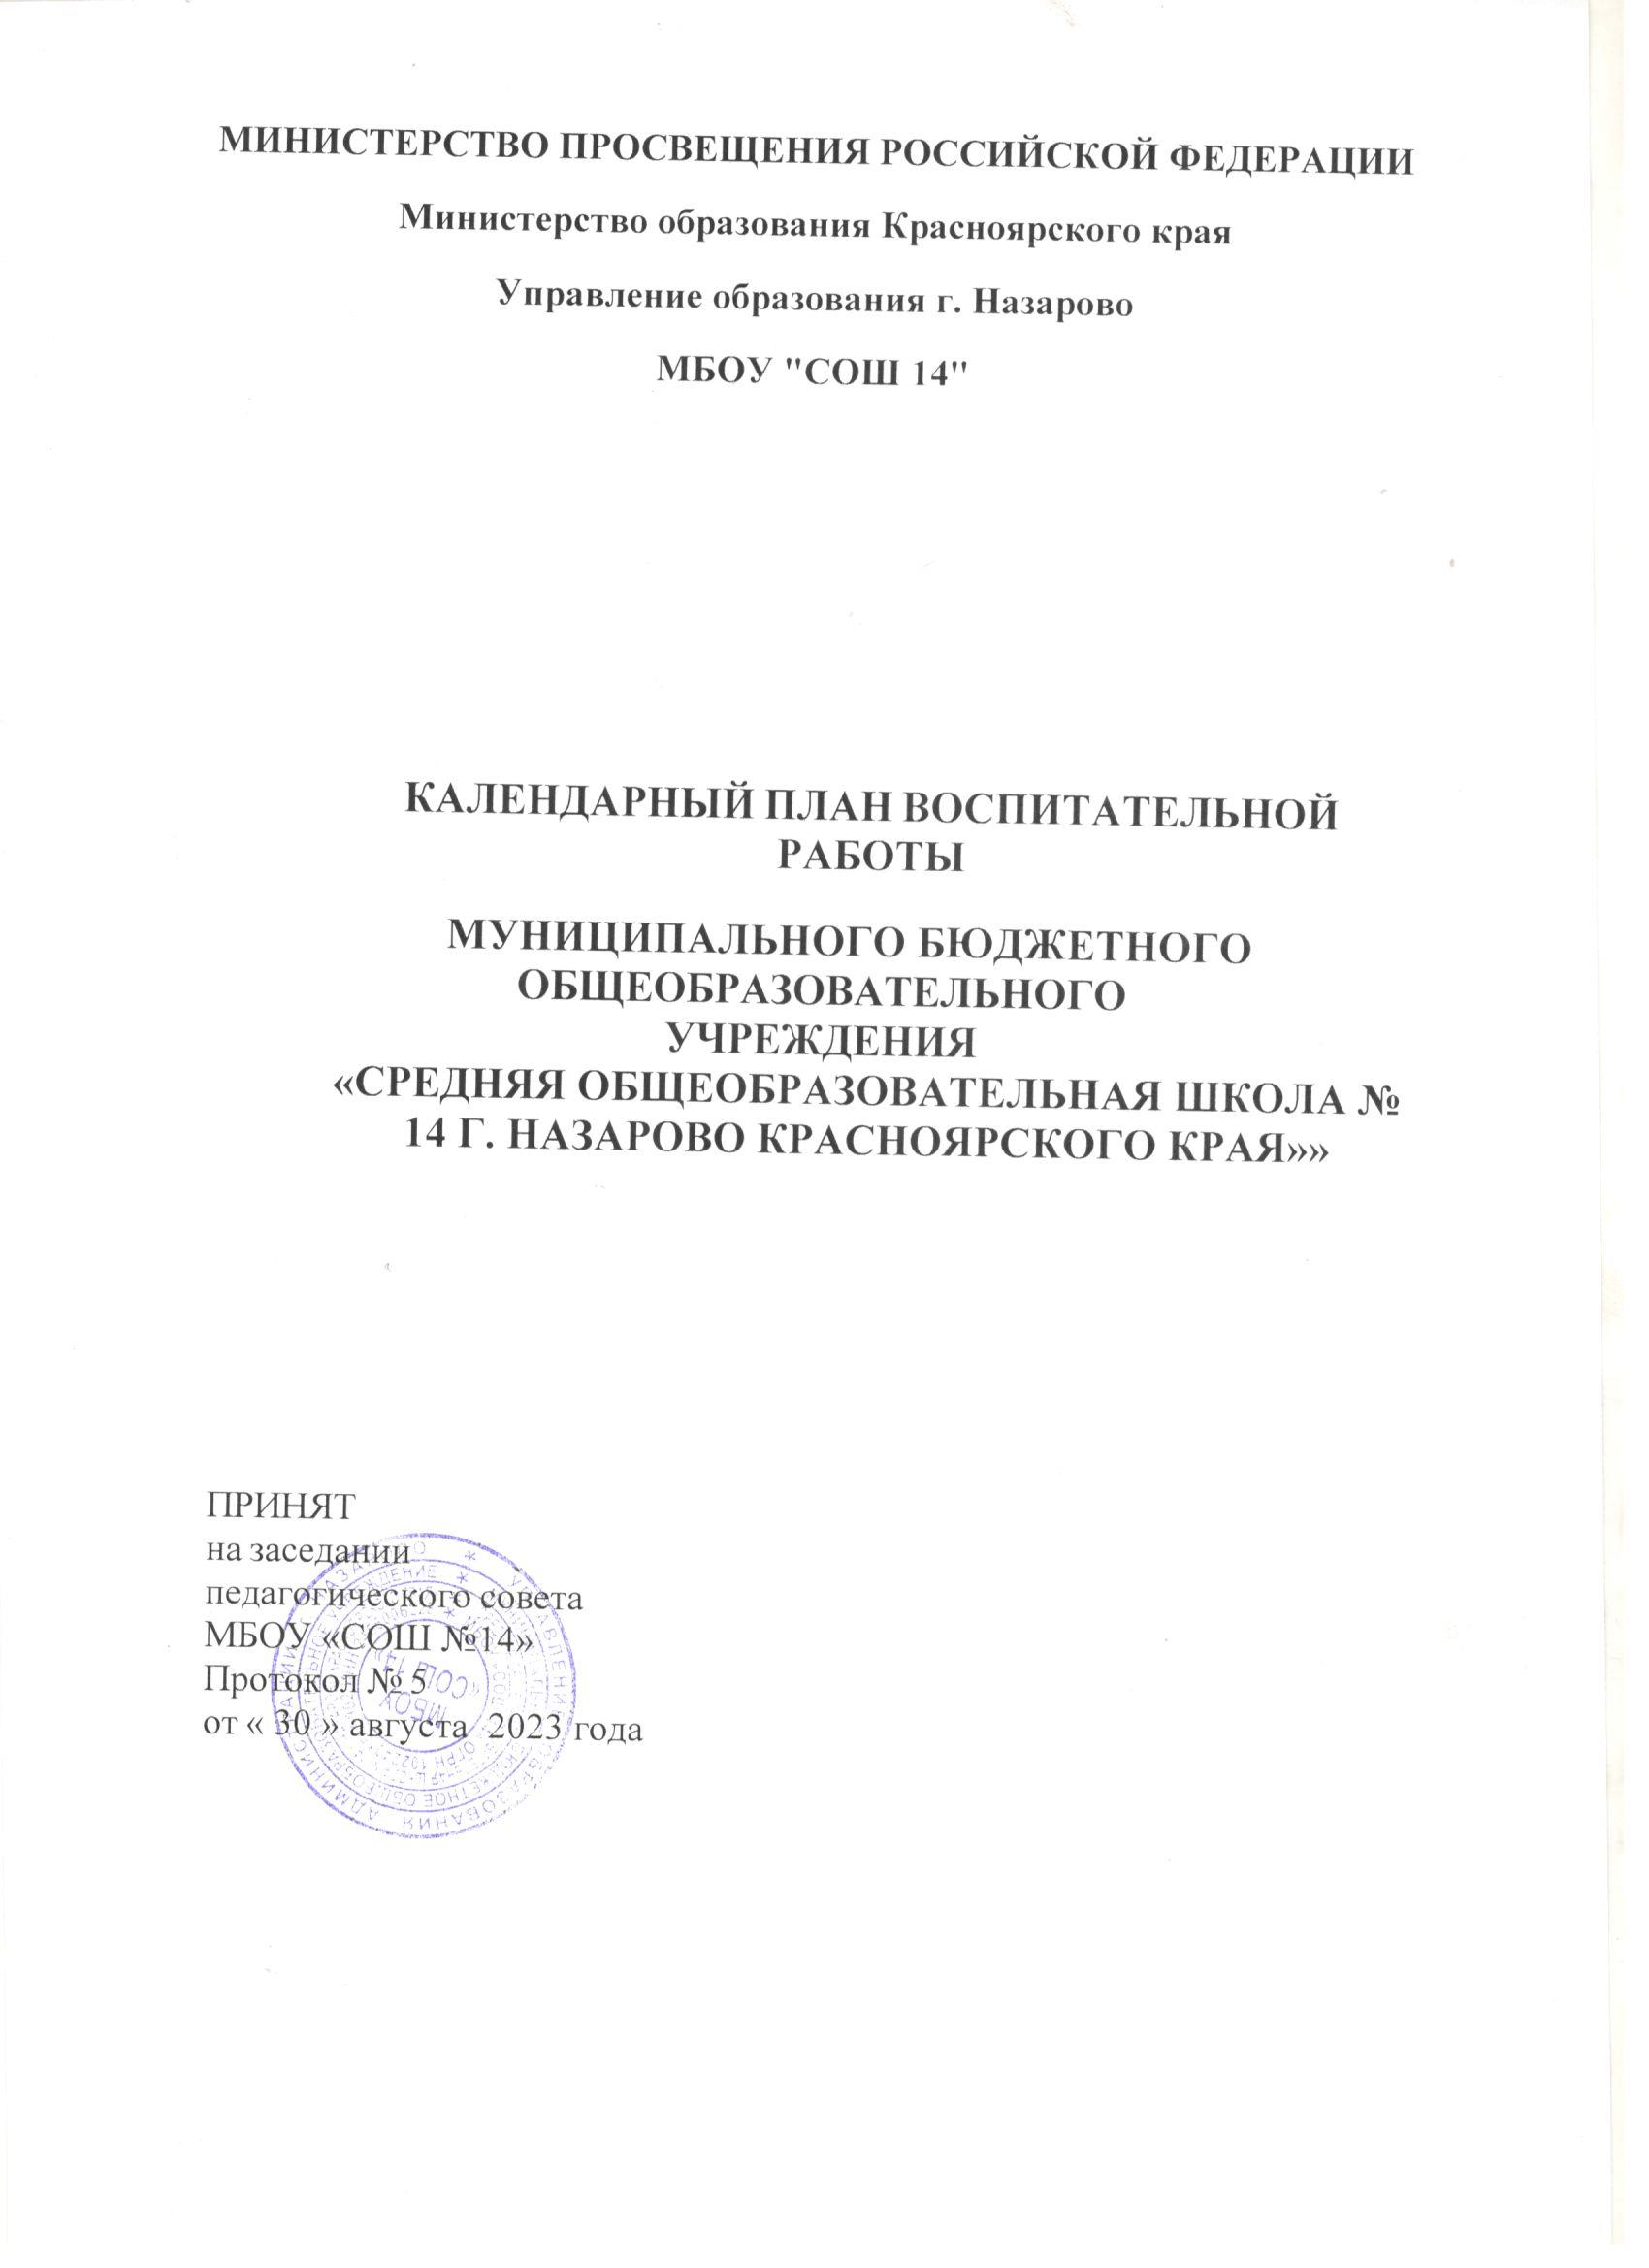 МИНИСТЕРСТВО ПРОСВЕЩЕНИЯ РОССИЙСКОЙ ФЕДЕРАЦИИ
Министерство образования Красноярского края
Управление образования г. Назарово
МБОУ "СОШ 14"
КАЛЕНДАРНЫЙ ПЛАН ВОСПИТАТЕЛЬНОЙ
РАБОТЫ
МУНИЦИПАЛЬНОГО БЮДЖЕТНОГО
ОБЩЕОБРАЗОВАТЕЛЬНОГО
УЧРЕЖДЕНИЯ
«СРЕДНЯЯ ОБЩЕОБРАЗОВАТЕЛЬНАЯ ШКОЛА №
14 Г. НАЗАРОВО КРАСНОЯРСКОГО КРАЯ»»
ПРИНЯТ
на заседании
педагогического совета
МБОУ «СОШ №14»
Протокол № 5
от « 30 » августа 2023 года
МБОУ